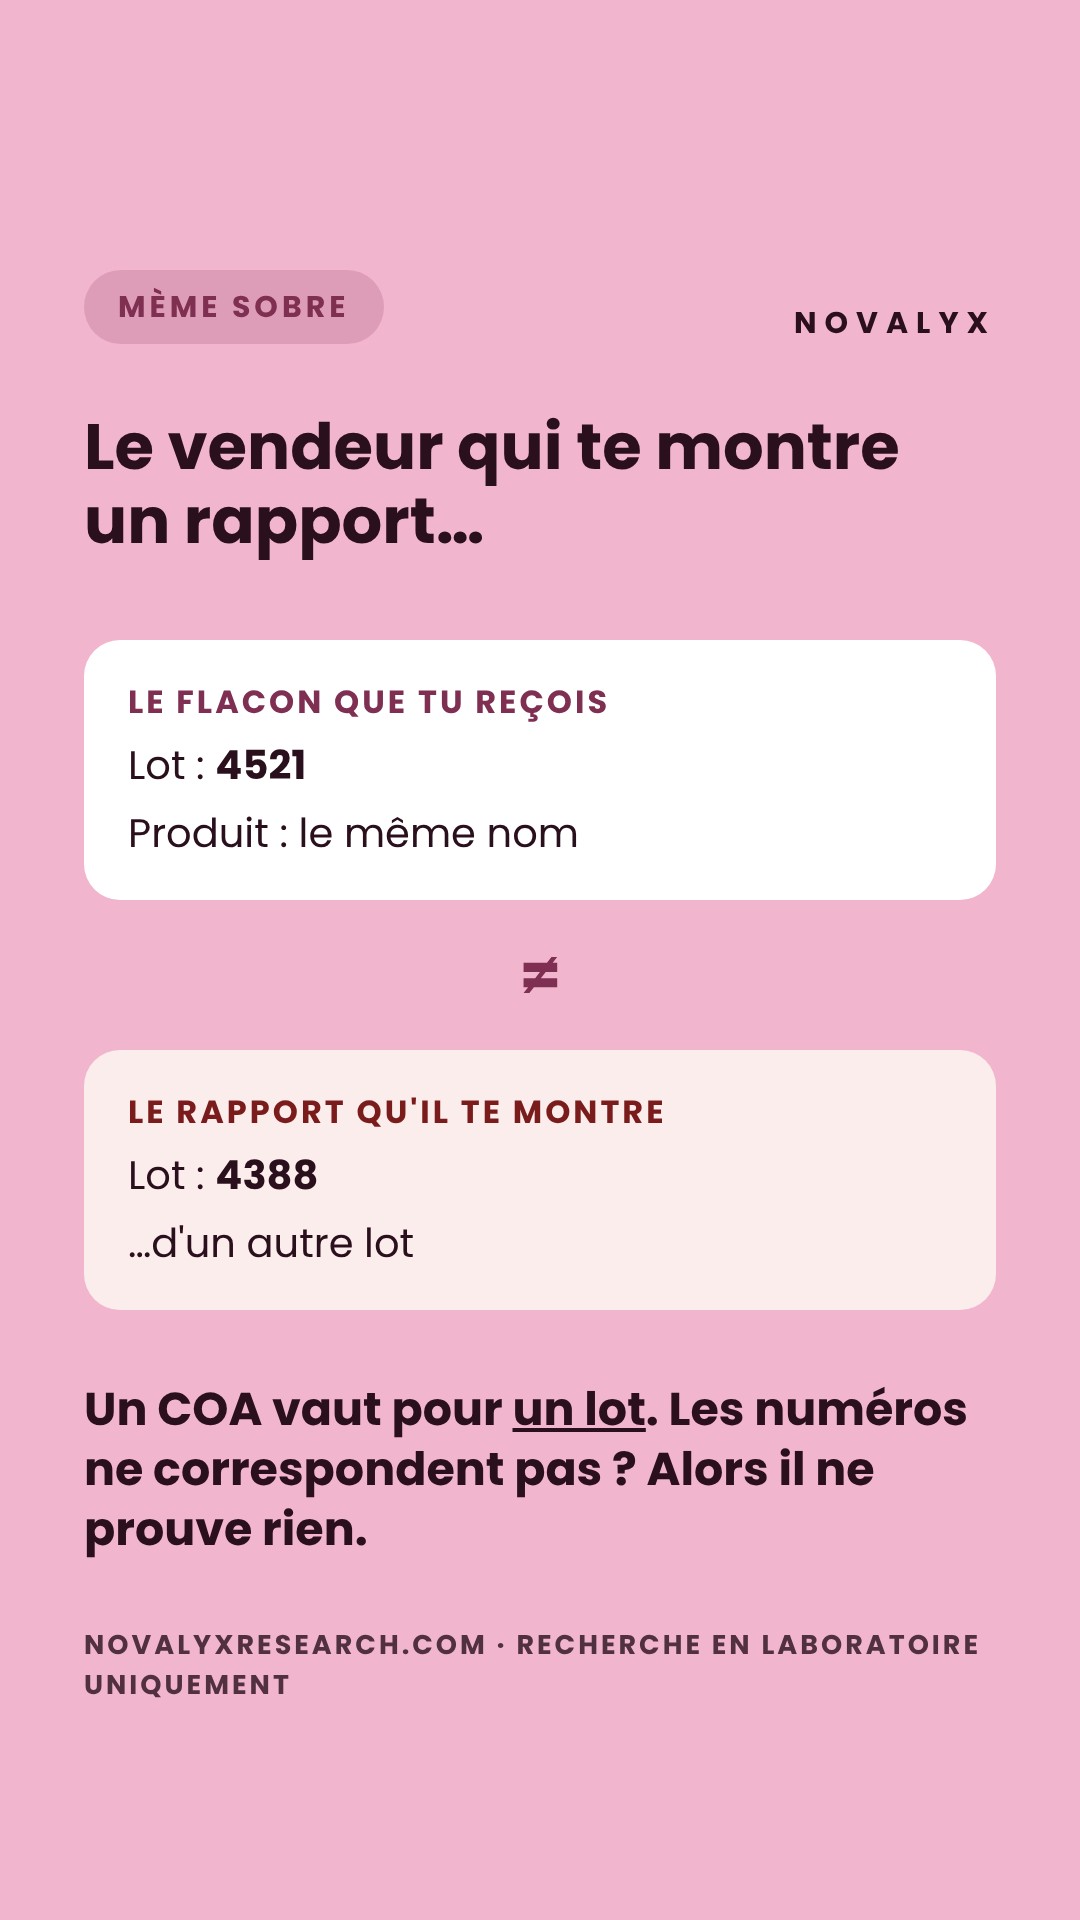 MÈME SOBRE
NOVALYX
Le vendeur qui te montre
un rapport...
LE FLACON QUE TU REÇOIS
Lot : 4521
Produit : le même nom
≠
LE RAPPORT QU'IL TE MONTRE
Lot : 4388
...d'un autre lot
Un COA vaut pour un lot. Les numéros
ne correspondent pas ? Alors il ne
prouve rien.
NOVALYXRESEARCH.COM · RECHERCHE EN LABORATOIRE
UNIQUEMENT